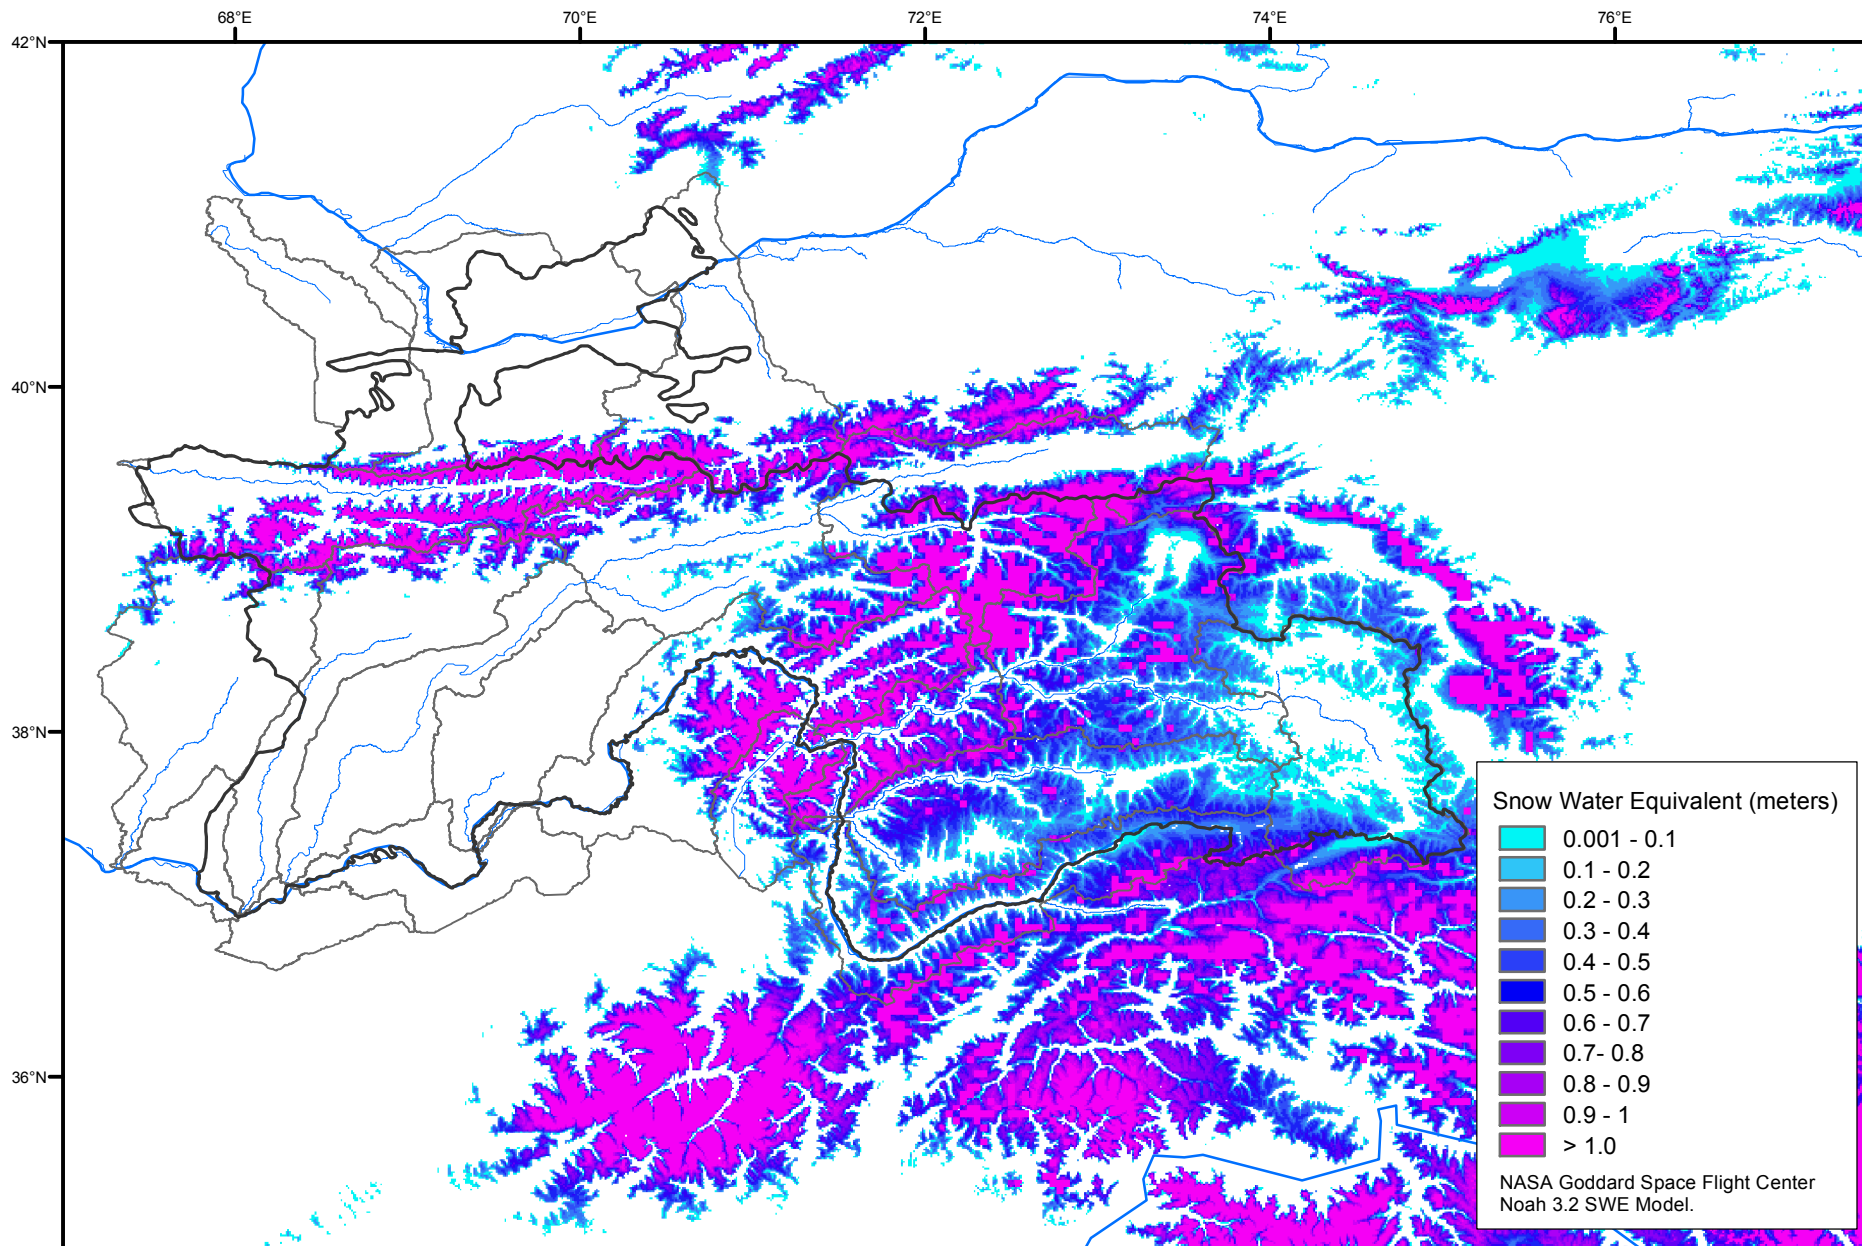 68°E
70°E
72°E
74°E
76°E
42°N
40°N
38°N
36°N
Snow Water Equivalent (meters)
0.001 - 0.1
0.1 - 0.2
0.2 - 0.3
0.3 - 0.4
0.4 - 0.5
0.5 - 0.6
0.6 - 0.7
0.7- 0.8
0.8 - 0.9
0.9 - 1
> 1.0
NASA Goddard Space Flight Center
Noah 3.2 SWE Model.